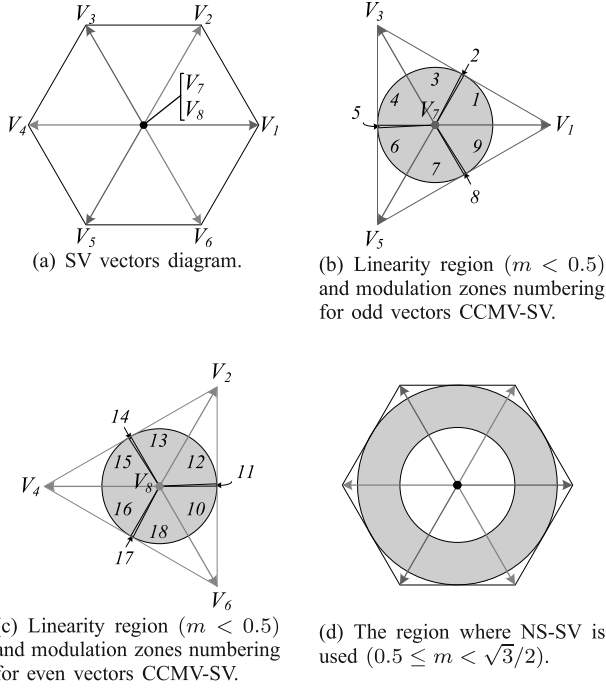 V3 V2
V7
V8
V4 V1
V5 V6
(a) SV vectors diagram.
V3
2
3
4 1
V7
5 V1
6 9
7
8
V5
(b) Linearity region (m < 0.5)
and modulation zones numbering
for odd vectors CCMV-SV.
V2
14
13
15 12
11
V4 V8
16 10
18
17
V6
(c) Linearity region (m < 0.5)
and modulation zones numbering
for even vectors CCMV-SV.
(d) The region where NS-SV is
used (0.5 ≤ m < √3/2).